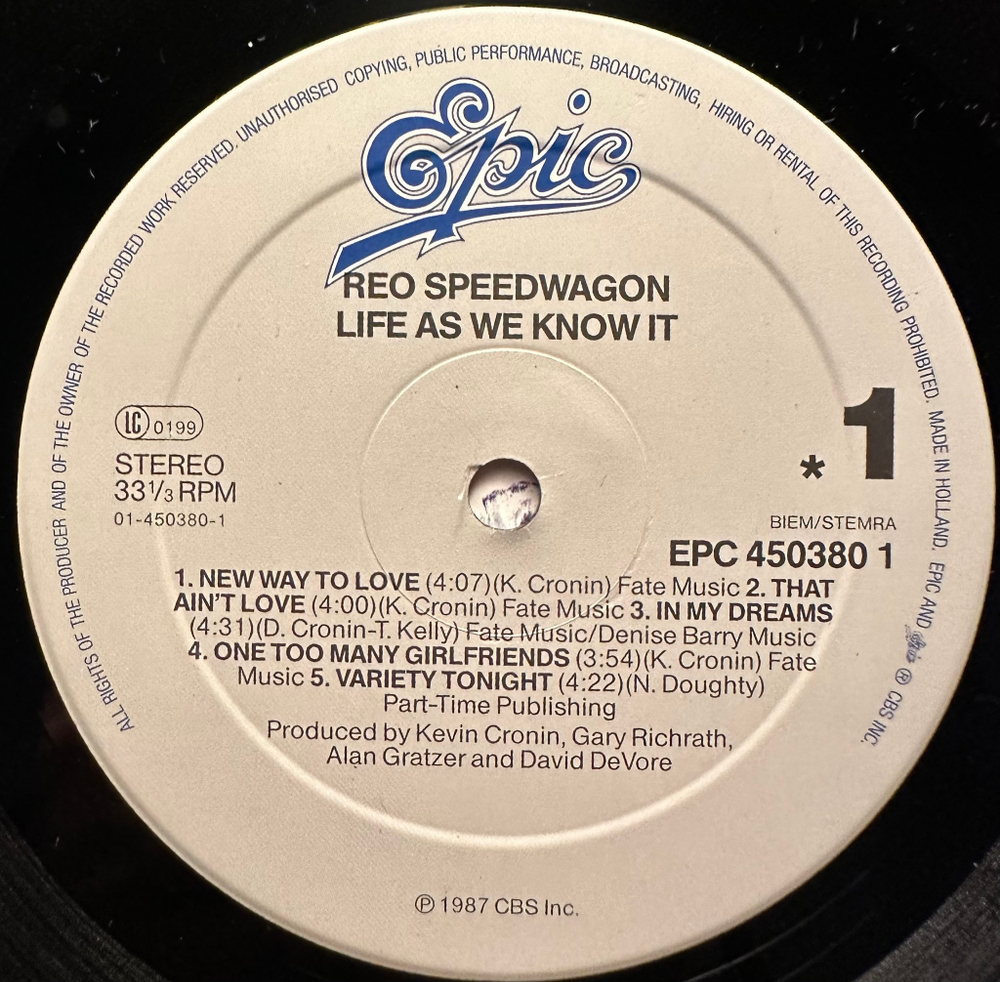 ALL RIGHTS OF THE PRODUCER AND OF THE OWNER OF THE RECORDED WORK RESERVED. UNAUTHORISED COPYING, PUBLIC PERFORMANCE, BROADCASTING, HIRING OR RENTAL OF THIS RECORDING PROHIBITED. MADE IN HOLLAND. EPIC AND Epic ® CBS INC.
Epic
REO SPEEDWAGON
LIFE AS WE KNOW IT
LC 0199
STEREO
33 1/3 RPM
01-450380-1
* 1
BIEM/STEMRA
EPC 450380 1
1. NEW WAY TO LOVE (4:07)(K. Cronin) Fate Music 2. THAT
AIN'T LOVE (4:00)(K. Cronin) Fate Music 3. IN MY DREAMS
(4:31)(D. Cronin-T. Kelly) Fate Music/Denise Barry Music
4. ONE TOO MANY GIRLFRIENDS (3:54)(K. Cronin) Fate
Music 5. VARIETY TONIGHT (4:22)(N. Doughty)
Part-Time Publishing
Produced by Kevin Cronin, Gary Richrath,
Alan Gratzer and David DeVore
℗ 1987 CBS Inc.